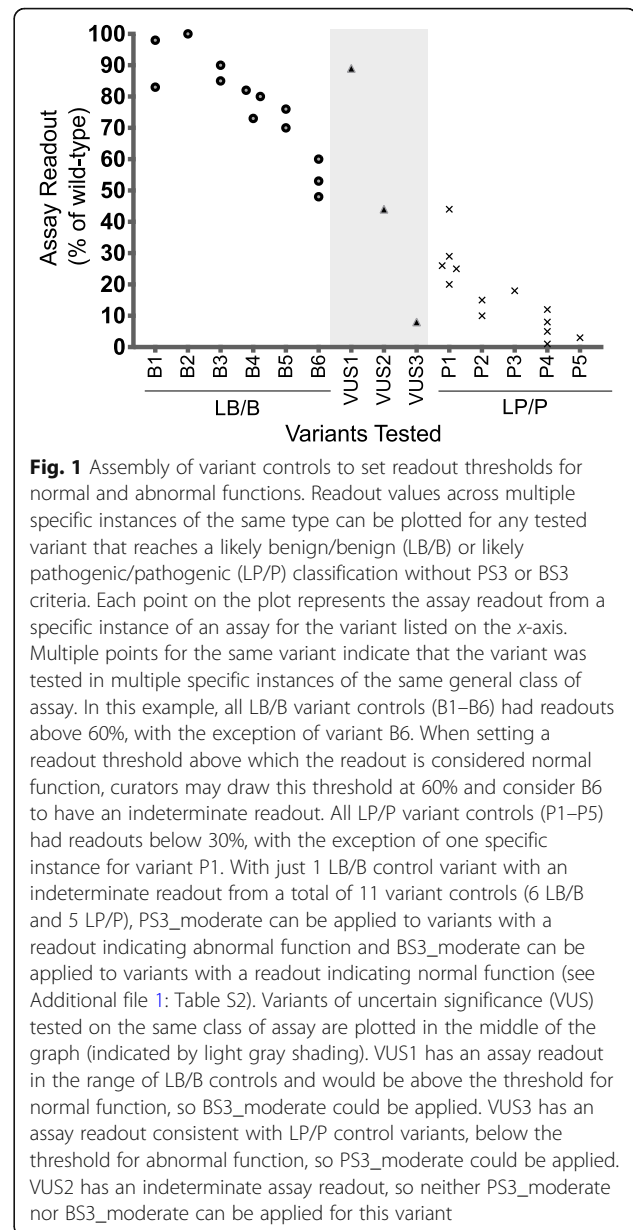 100
90
80
70
60
50
40
30
20
10
0
Assay Readout
(% of wild-type)
B1
B2
B3
B4
B5
B6
VUS1
VUS2
VUS3
P1
P2
P3
P4
P5
LB/B
LP/P
Variants Tested
Fig. 1 Assembly of variant controls to set readout thresholds for
normal and abnormal functions. Readout values across multiple
specific instances of the same type can be plotted for any tested
variant that reaches a likely benign/benign (LB/B) or likely
pathogenic/pathogenic (LP/P) classification without PS3 or BS3
criteria. Each point on the plot represents the assay readout from a
specific instance of an assay for the variant listed on the x-axis.
Multiple points for the same variant indicate that the variant was
tested in multiple specific instances of the same general class of
assay. In this example, all LB/B variant controls (B1–B6) had readouts
above 60%, with the exception of variant B6. When setting a
readout threshold above which the readout is considered normal
function, curators may draw this threshold at 60% and consider B6
to have an indeterminate readout. All LP/P variant controls (P1–P5)
had readouts below 30%, with the exception of one specific
instance for variant P1. With just 1 LB/B control variant with an
indeterminate readout from a total of 11 variant controls (6 LB/B
and 5 LP/P), PS3_moderate can be applied to variants with a
readout indicating abnormal function and BS3_moderate can be
applied to variants with a readout indicating normal function (see
Additional file 1: Table S2). Variants of uncertain significance (VUS)
tested on the same class of assay are plotted in the middle of the
graph (indicated by light gray shading). VUS1 has an assay readout
in the range of LB/B controls and would be above the threshold for
normal function, so BS3_moderate could be applied. VUS3 has an
assay readout consistent with LP/P control variants, below the
threshold for abnormal function, so PS3_moderate could be applied.
VUS2 has an indeterminate assay readout, so neither PS3_moderate
nor BS3_moderate can be applied for this variant